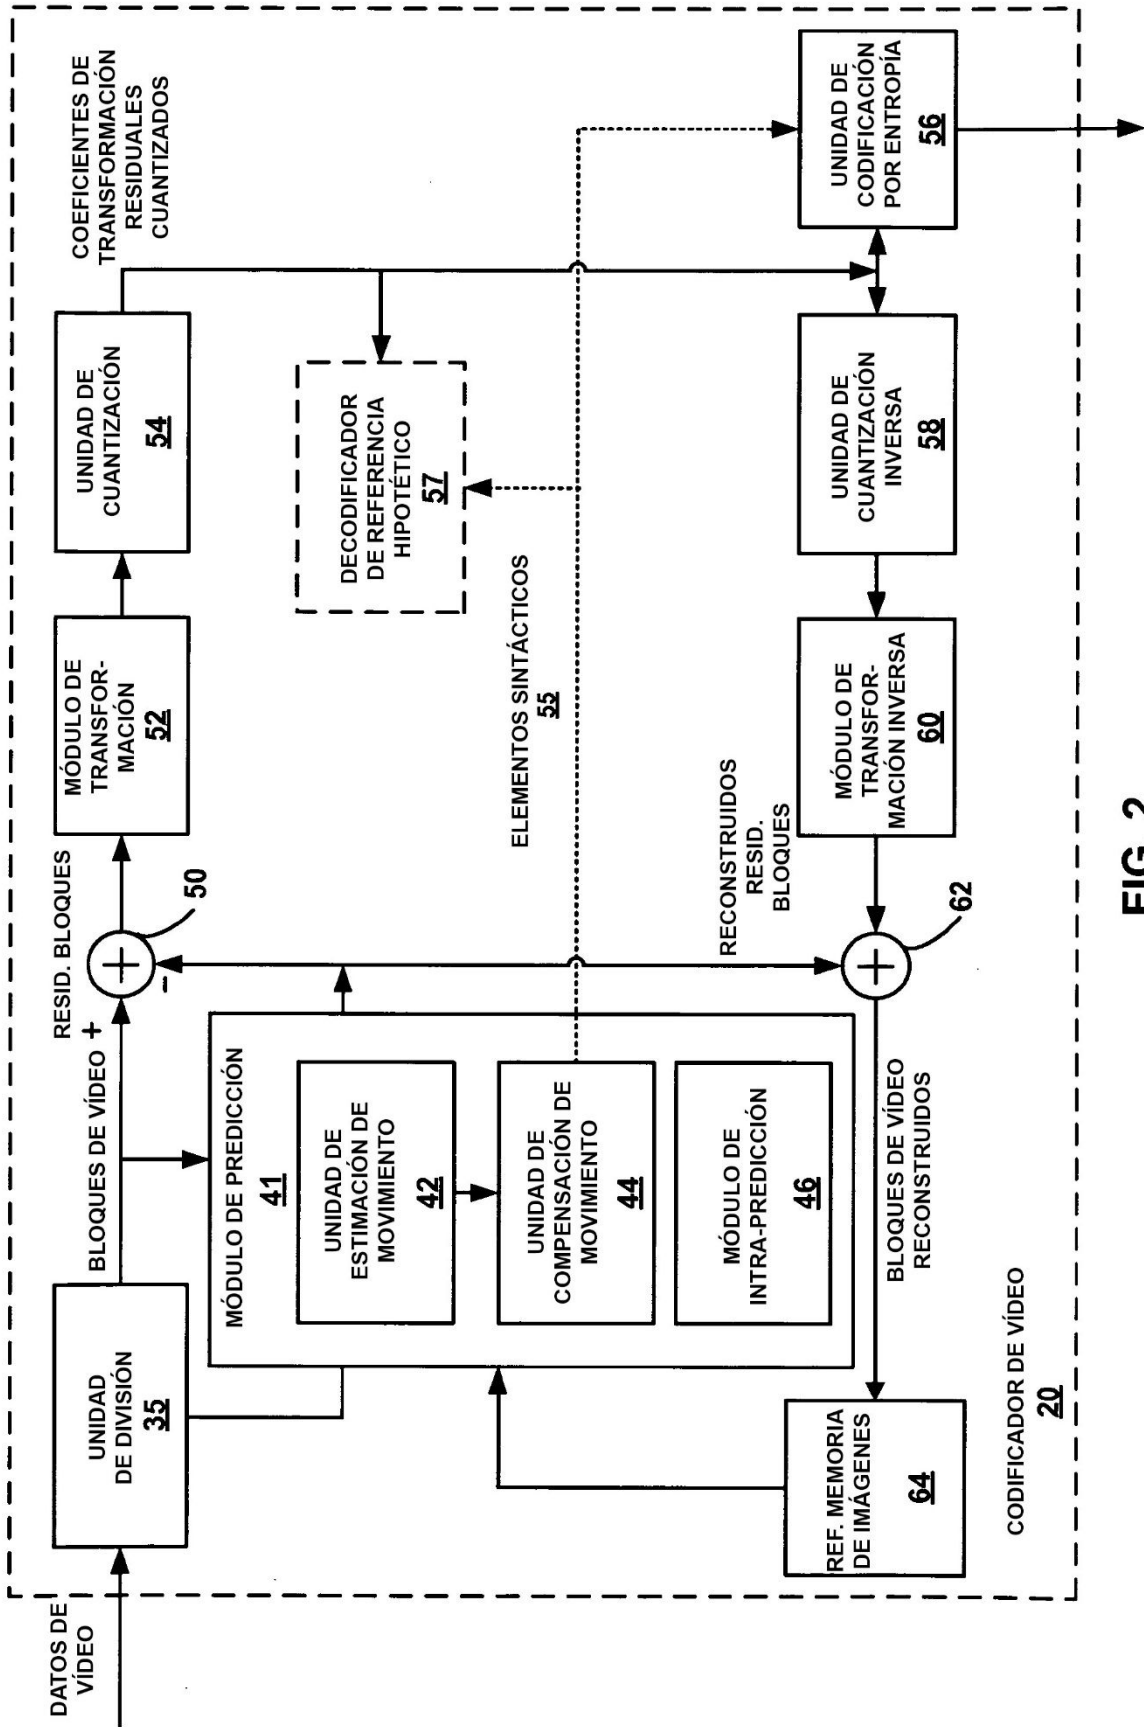 DATOS DE
VÍDEO
UNIDAD
DE DIVISIÓN
35
BLOQUES DE VÍDEO
+
-
RESID. BLOQUES
50
MÓDULO DE
TRANSFOR-
MACIÓN
52
UNIDAD DE
CUANTIZACIÓN
54
COEFICIENTES DE
TRANSFORMACIÓN
RESIDUALES
CUANTIZADOS
MÓDULO DE PREDICCIÓN
41
UNIDAD DE
ESTIMACIÓN DE
MOVIMIENTO
42
UNIDAD DE
COMPENSACIÓN DE
MOVIMIENTO
44
MÓDULO DE
INTRA-PREDICCIÓN
46
DECODIFICADOR
DE REFERENCIA
HIPOTÉTICO
57
ELEMENTOS SINTÁCTICOS
55
REF. MEMORIA
DE IMÁGENES
64
BLOQUES DE VÍDEO
RECONSTRUIDOS
62
RECONSTRUIDOS
RESID.
BLOQUES
MÓDULO DE
TRANSFOR-
MACIÓN INVERSA
60
UNIDAD DE
CUANTIZACIÓN
INVERSA
58
UNIDAD DE
CODIFICACIÓN
POR ENTROPÍA
56
CODIFICADOR DE VÍDEO
20
FIG. 2